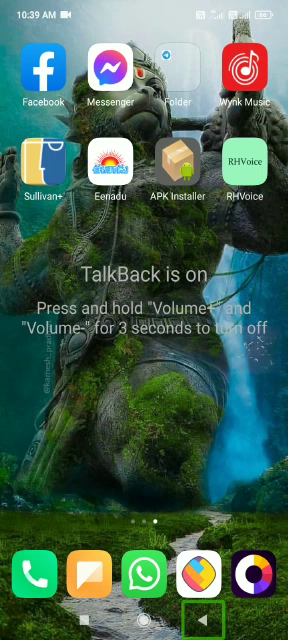 10:39 AM
Facebook
Messenger
Folder
Wynk Music
RHVoice
Sullivan+
Eenadu
APK Installer
RHVoice
TalkBack is on
Press and hold "Volume+" and
"Volume-" for 3 seconds to turn off